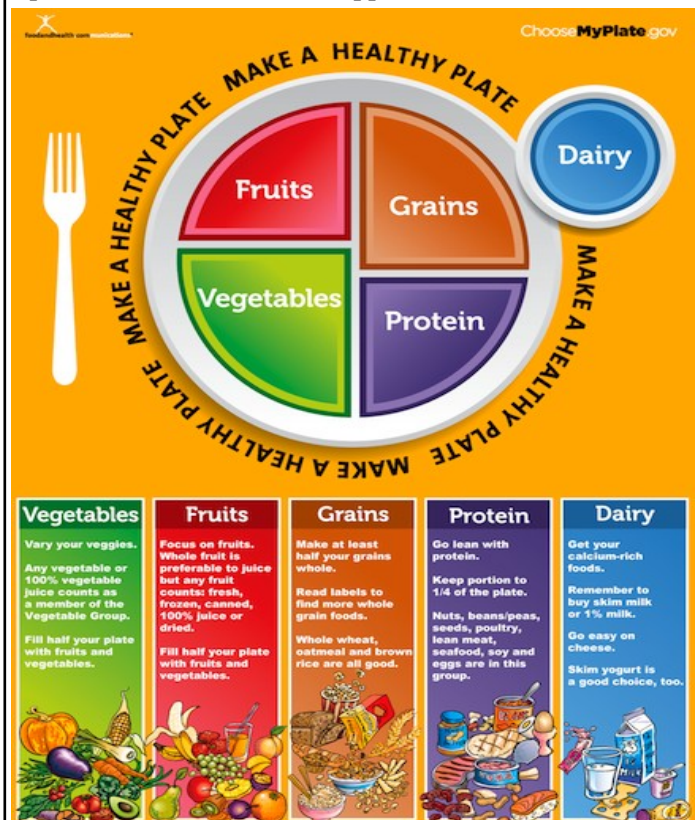 foodandhealth communications
ChooseMyPlate.gov
MAKE A HEALTHY PLATE
MAKE A HEALTHY PLATE
MAKE A HEALTHY PLATE
MAKE A HEALTHY PLATE
Fruits
Grains
Dairy
Vegetables
Protein
Vegetables
Vary your veggies.
Any vegetable or
100% vegetable
juice counts as
a member of the
Vegetable Group.
Fill half your plate
with fruits and
vegetables.
Fruits
Focus on fruits.
Whole fruit is
preferable to juice
but any fruit
counts: fresh,
frozen, canned,
100% juice or
dried.
Fill half your plate
with fruits and
vegetables.
Grains
Make at least
half your grains
whole.
Read labels to
find more whole
grain foods.
Whole wheat,
oatmeal and brown
rice are all good.
Protein
Go lean with
protein.
Keep portion to
1/4 of the plate.
Nuts, beans/peas,
seeds, poultry,
lean meat,
seafood, soy and
eggs are in this
group.
Dairy
Get your
calcium-rich
foods.
Remember to
buy skim milk
or 1% milk.
Go easy on
cheese.
Skim yogurt is
a good choice, too.
MILK